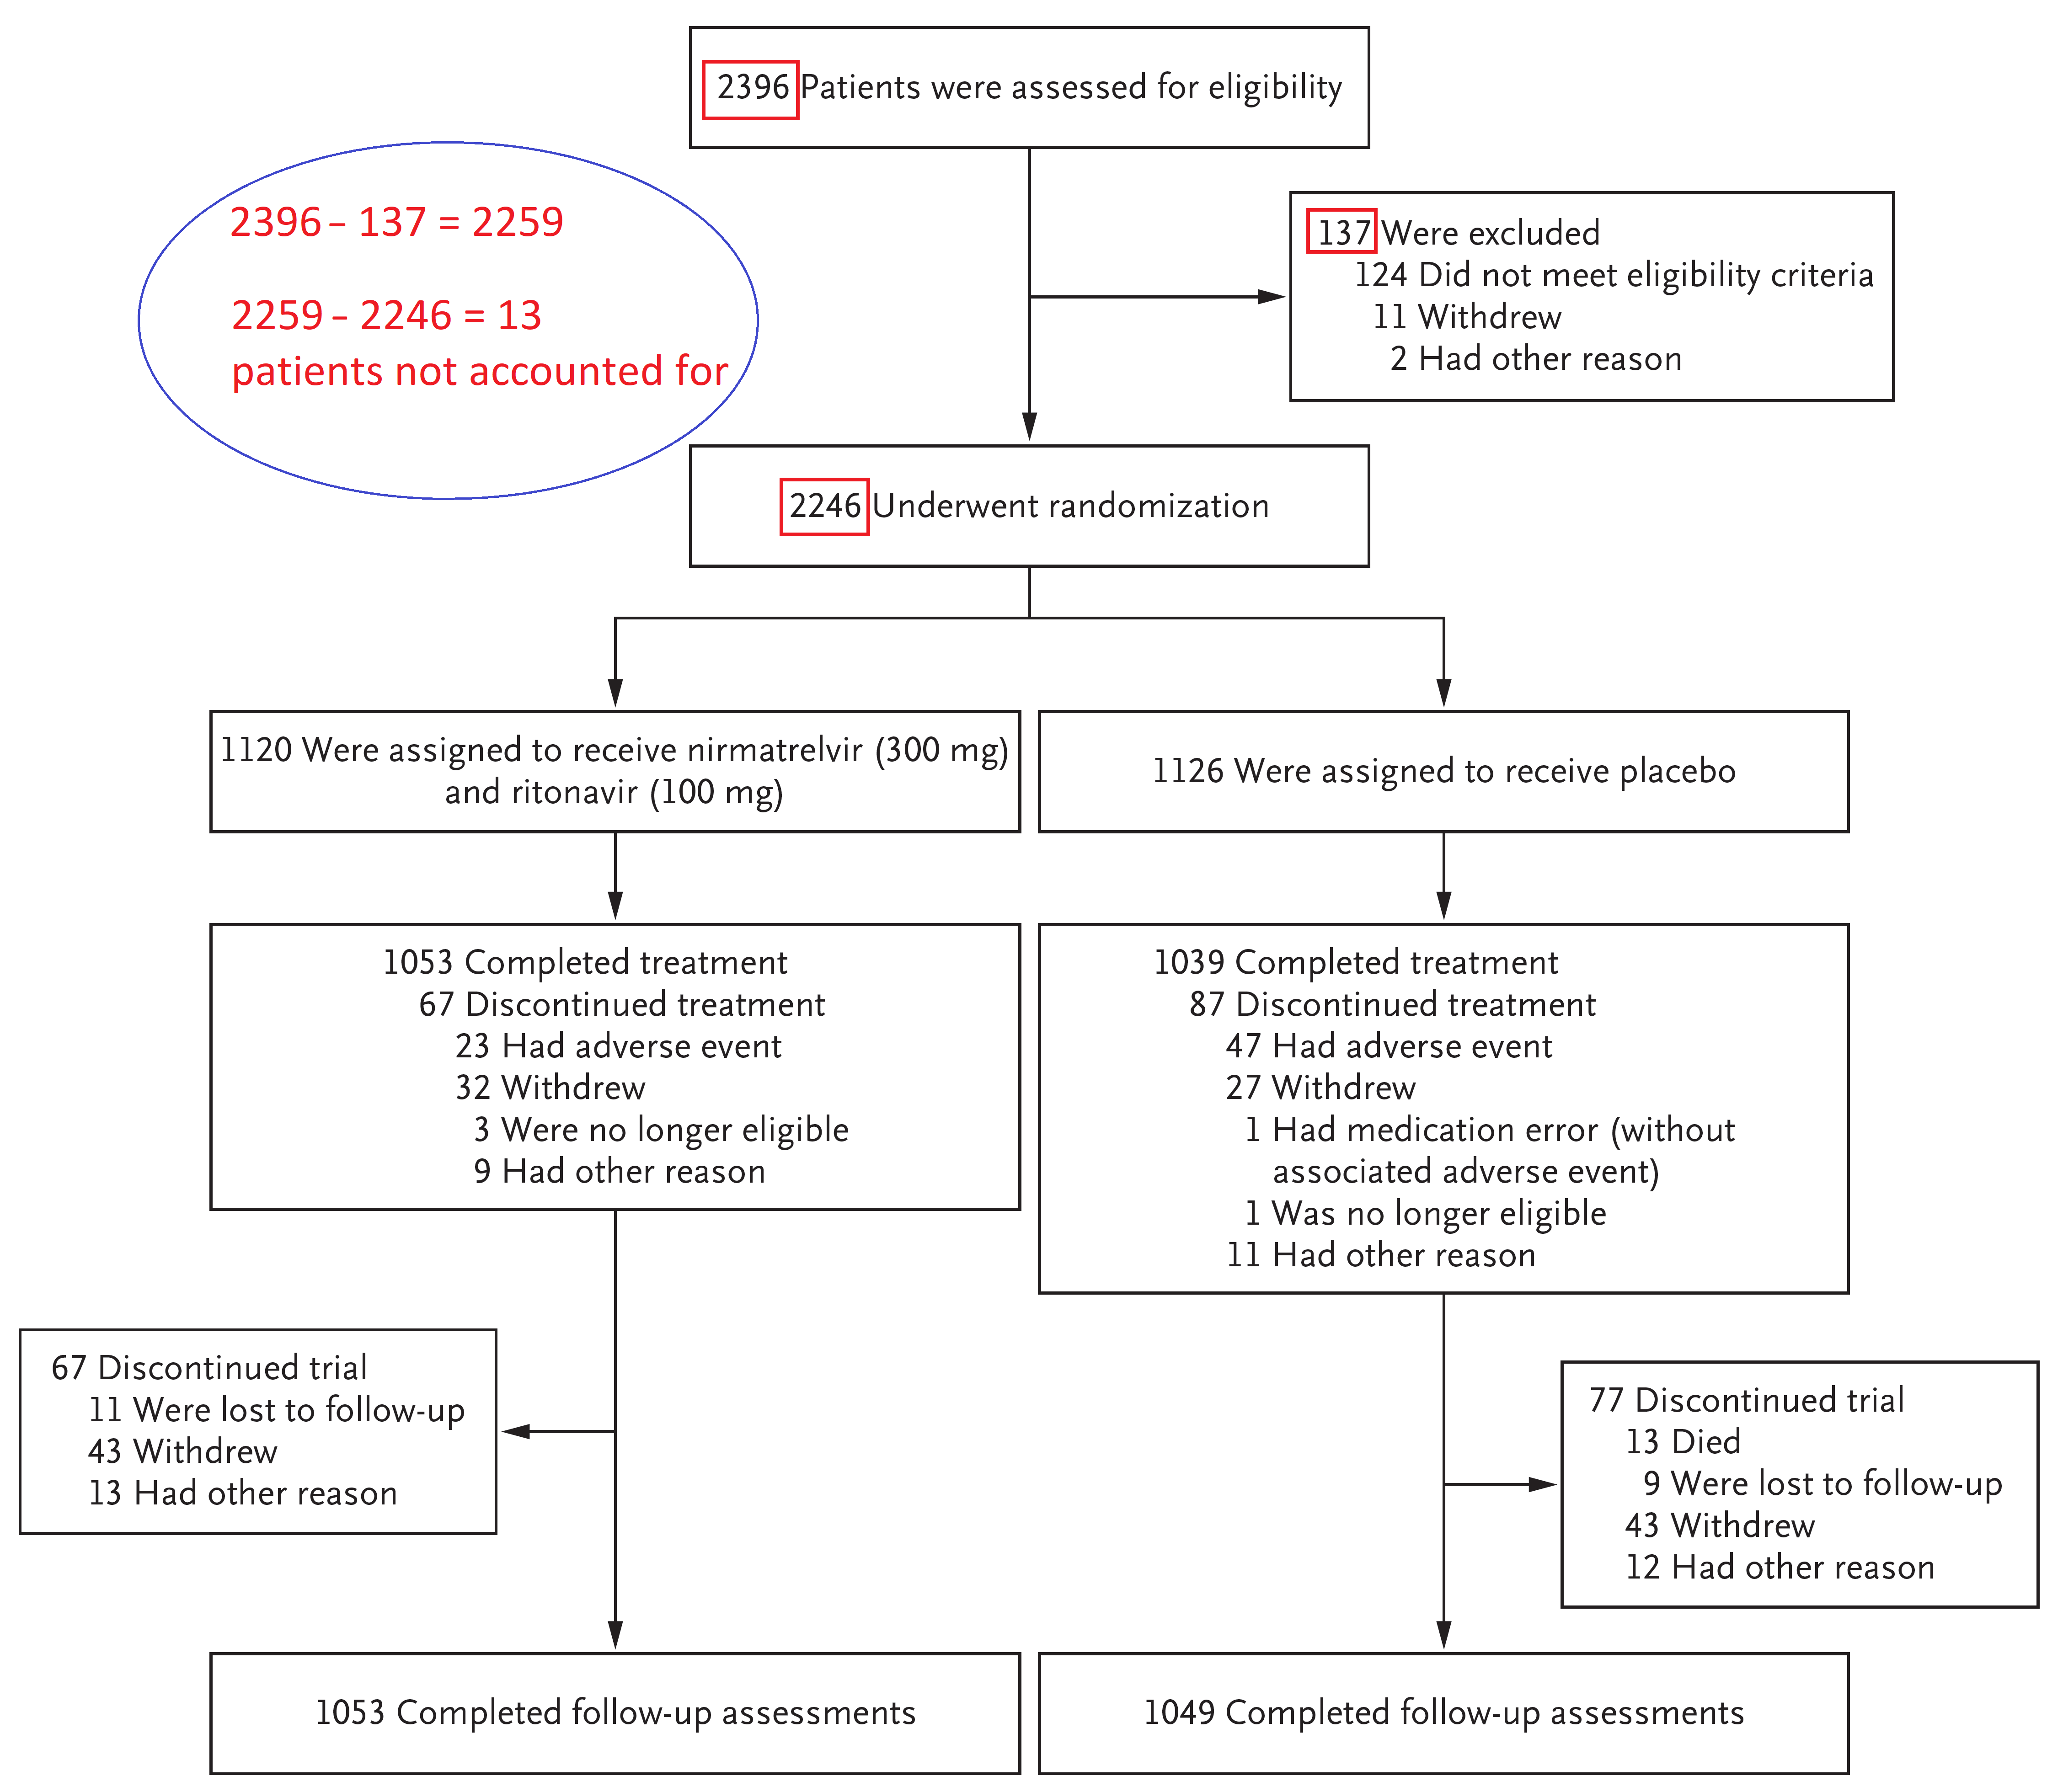 2396 Patients were assessed for eligibility
2396 – 137 = 2259
2259 – 2246 = 13
patients not accounted for
137 Were excluded
124 Did not meet eligibility criteria
11 Withdrew
2 Had other reason
2246 Underwent randomization
1120 Were assigned to receive nirmatrelvir (300 mg)
and ritonavir (100 mg)
1126 Were assigned to receive placebo
1053 Completed treatment
67 Discontinued treatment
23 Had adverse event
32 Withdrew
3 Were no longer eligible
9 Had other reason
1039 Completed treatment
87 Discontinued treatment
47 Had adverse event
27 Withdrew
1 Had medication error (without
associated adverse event)
1 Was no longer eligible
11 Had other reason
67 Discontinued trial
11 Were lost to follow-up
43 Withdrew
13 Had other reason
77 Discontinued trial
13 Died
9 Were lost to follow-up
43 Withdrew
12 Had other reason
1053 Completed follow-up assessments
1049 Completed follow-up assessments